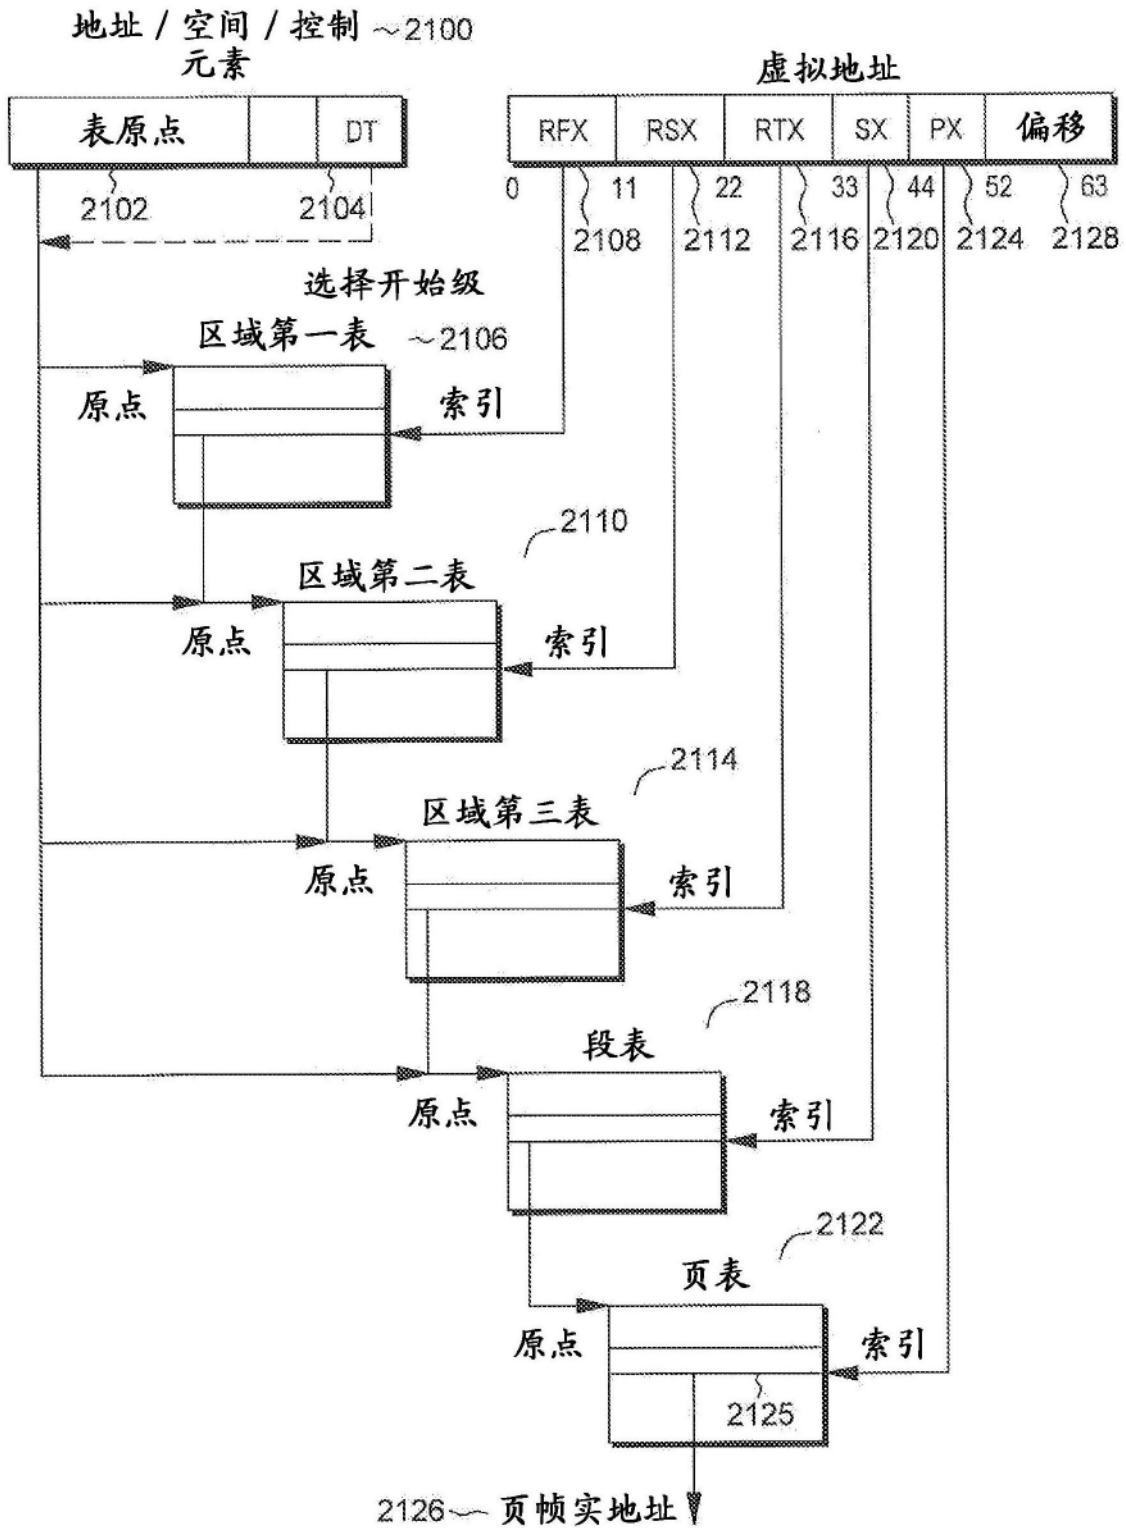 地址 / 空间 / 控制 2100
元素
虚拟地址
表原点 DT
RFX RSX RTX SX PX 偏移
2102 2104
0 11 22 33 44 52 63
2108 2112 2116 2120 2124 2128
选择开始级
区域第一表 2106
原点 索引
2110
区域第二表
原点 索引
2114
区域第三表
原点 索引
2118
段表
原点 索引
2122
页表
原点 索引
2125
2126 页帧实地址